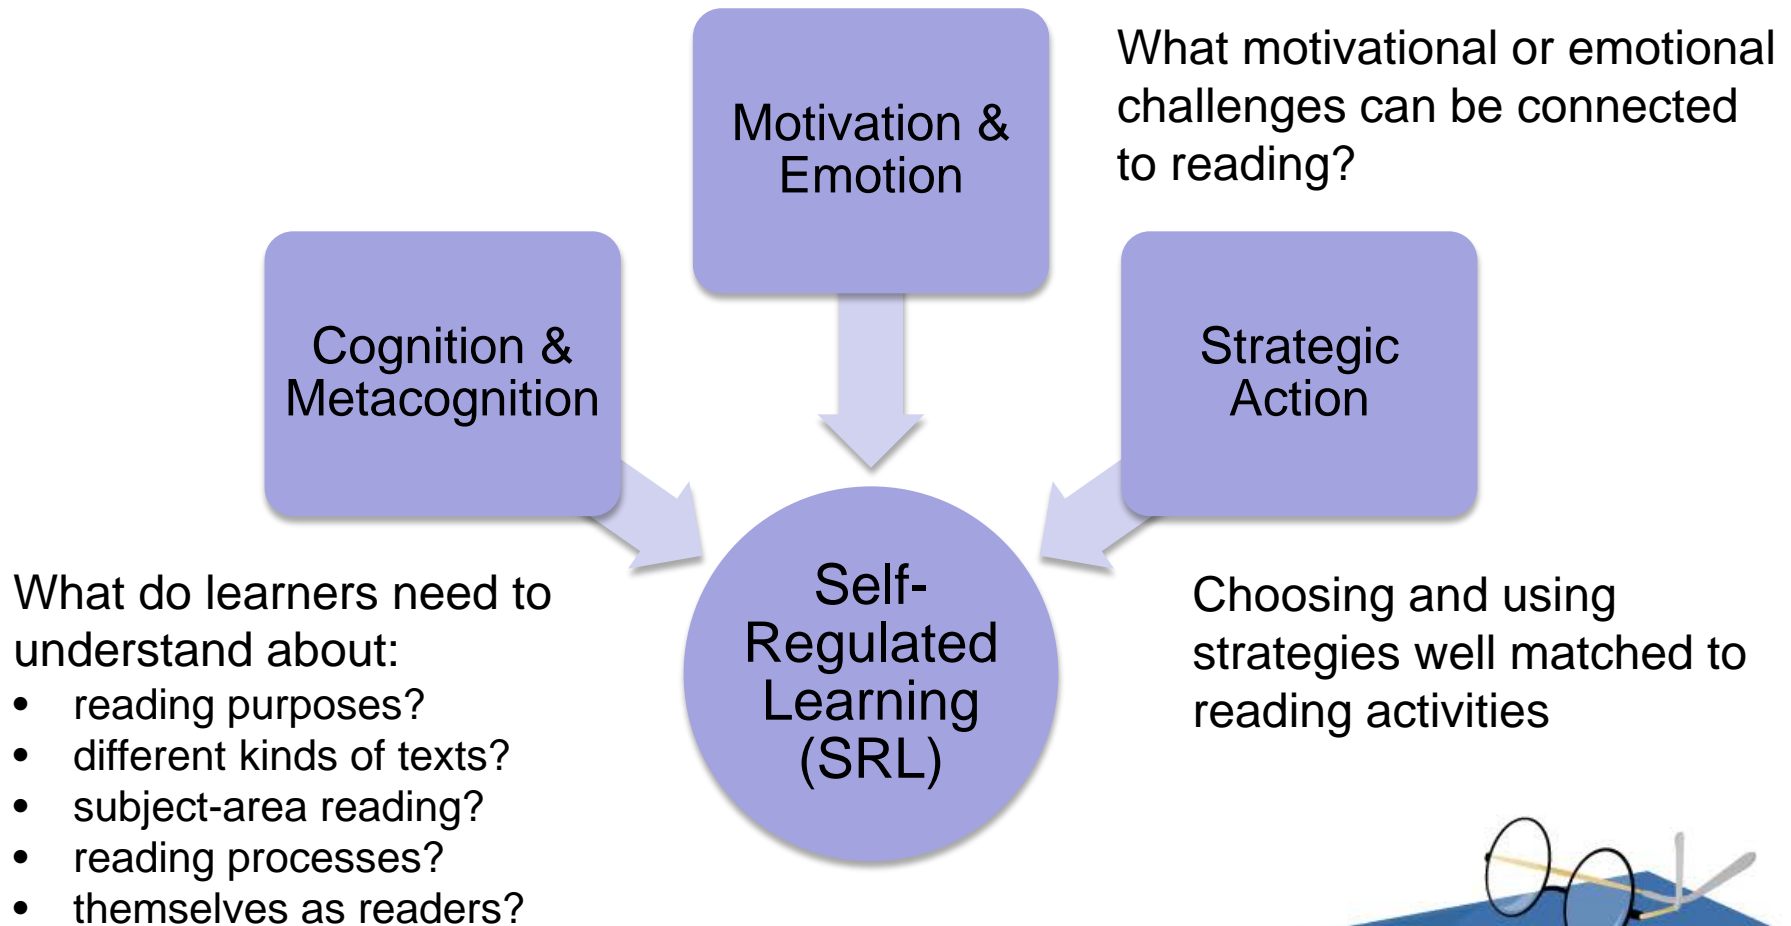 Motivation &
Emotion
What motivational or emotional
challenges can be connected
to reading?
Cognition &
Metacognition
Strategic
Action
Self-
Regulated
Learning
(SRL)
What do learners need to
understand about:
• reading purposes?
• different kinds of texts?
• subject-area reading?
• reading processes?
• themselves as readers?
Choosing and using
strategies well matched to
reading activities